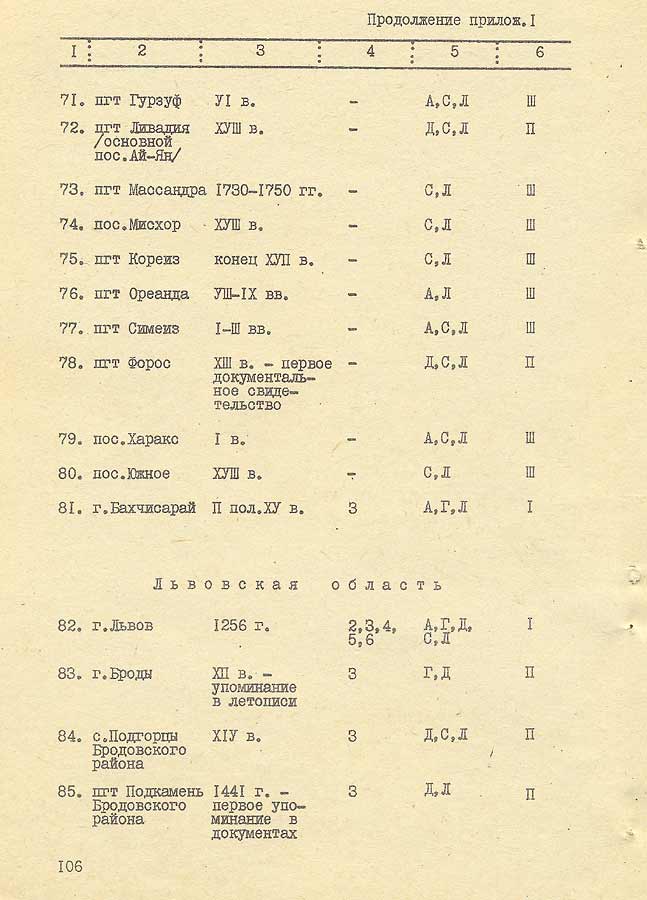 Продолжение прилож.I
I : 2 : 3 : 4 : 5 : 6
71. пгт Гурзуф УI в. - А,С,Л Ш
72. пгт Ливадия ХУШ в. - Д,С,Л П
/основной
пос.Ай-Ян/
73. пгт Массандра I730-I750 гг. - С,Л Ш
74. пос.Мисхор ХУШ в. - С,Л Ш
75. пгт Кореиз конец ХУП в. - С,Л Ш
76. пгт Ореанда УШ-IХ вв. - А,Л Ш
77. пгт Симеиз I-Ш вв. - А,С,Л Ш
78. пгт Форос ХШ в. - первое - Д,С,Л П
документаль-
ное свиде-
тельство
79. пос.Харакс I в. - А,С,Л Ш
80. пос.Южное ХУШ в. - С,Л Ш
8I. г.Бахчисарай П пол.ХУ в. 3 А,Г,Л I
Львовская область
82. г.Львов I256 г. 2,3,4, А,Г,Д, I
5,6 С,Л
83. г.Броды ХП в. - 3 Г,Д П
упоминание
в летописи
84. с.Подгорцы ХIУ в. 3 Д,С,Л П
Бродовского
района
85. пгт Подкамень I44I г. - 3 Д,Л П
Бродовского первое упо-
района минание в
документах
I06